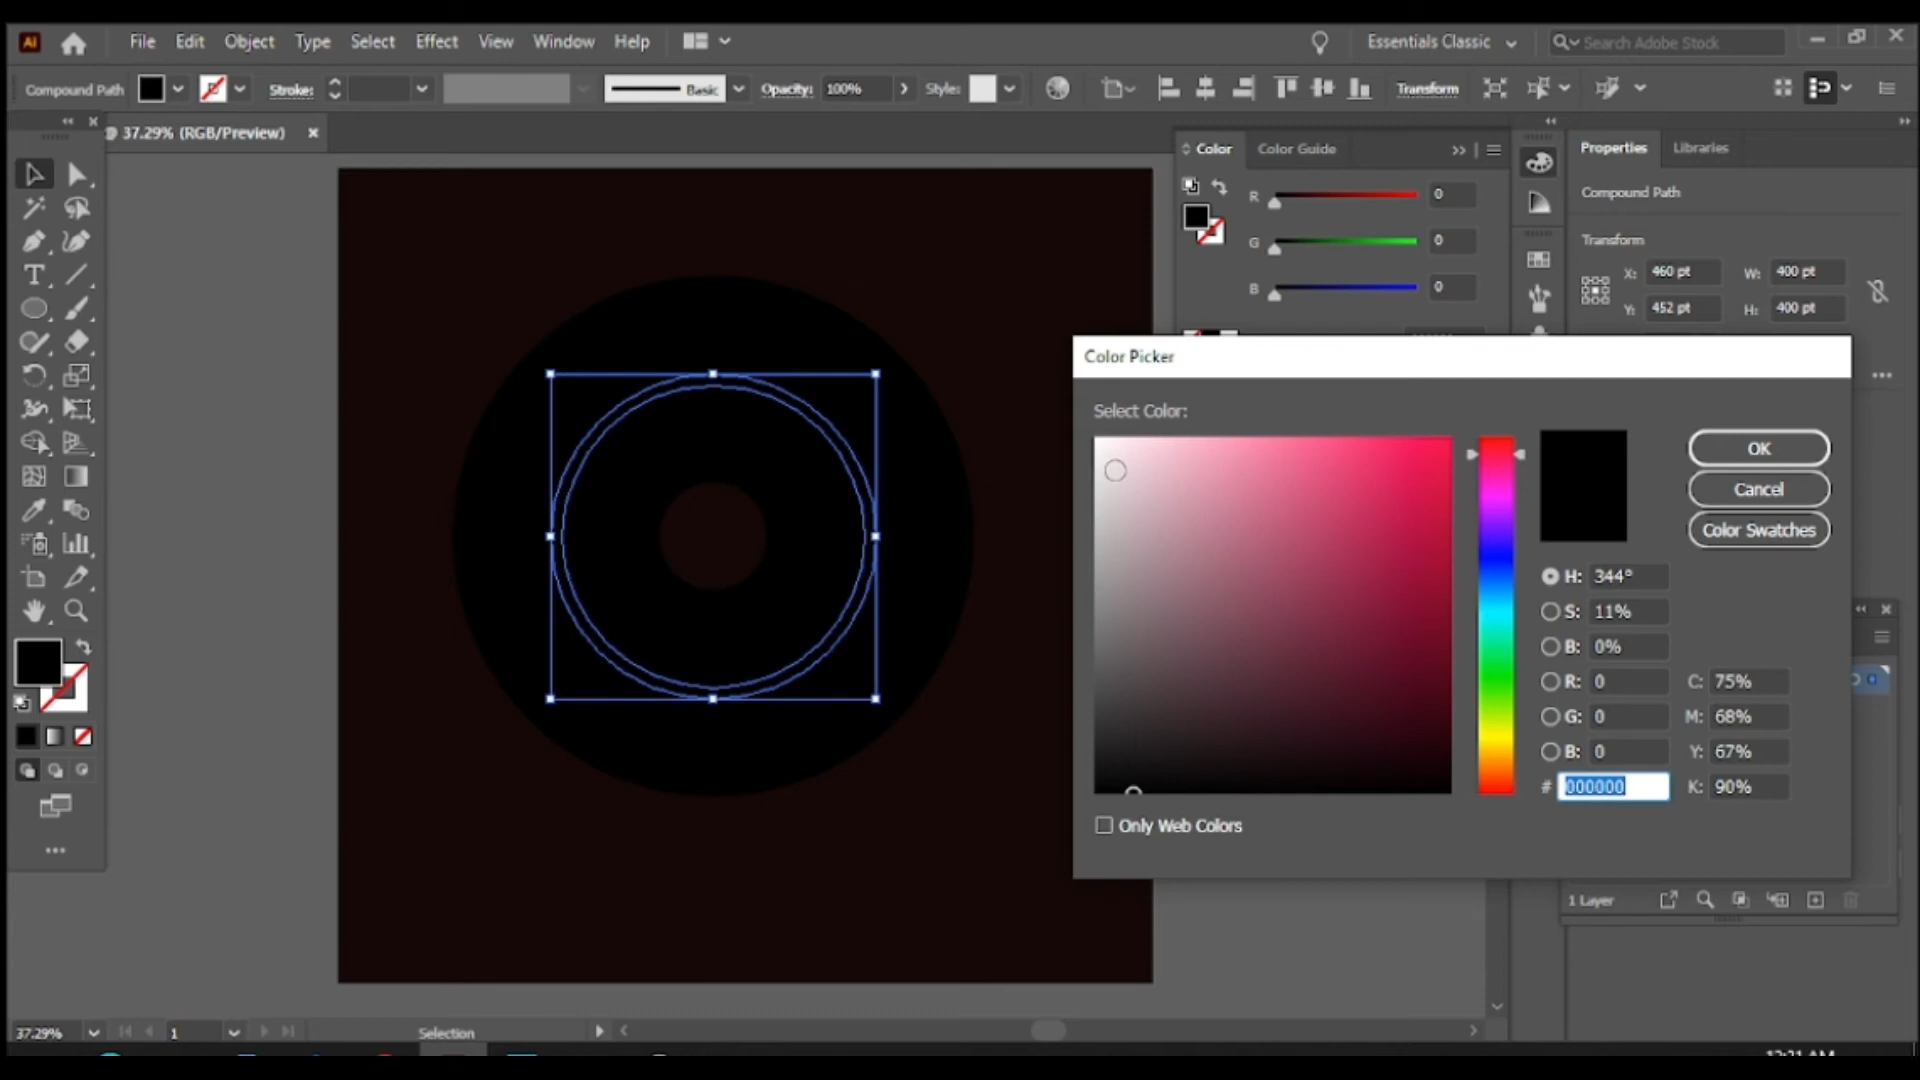 Ai File Edit Object Type Select Effect View Window Help Essentials Classic Search Adobe Stock
Compound Path Stroke: Basic Opacity: 100% Style: Transform
37.29% (RGB/Preview)
Color Color Guide
Properties Libraries
Compound Path
R 0
Transform
G 0
X: 460 pt W: 400 pt
B 0
Y: 452 pt H: 400 pt
Color Picker
Select Color:
OK
Cancel
Color Swatches
H: 344°
S: 11%
B: 0%
R: 0 C: 75%
G: 0 M: 68%
B: 0 Y: 67%
# 000000 K: 90%
Only Web Colors
1 Layer
37.29% 1 Selection